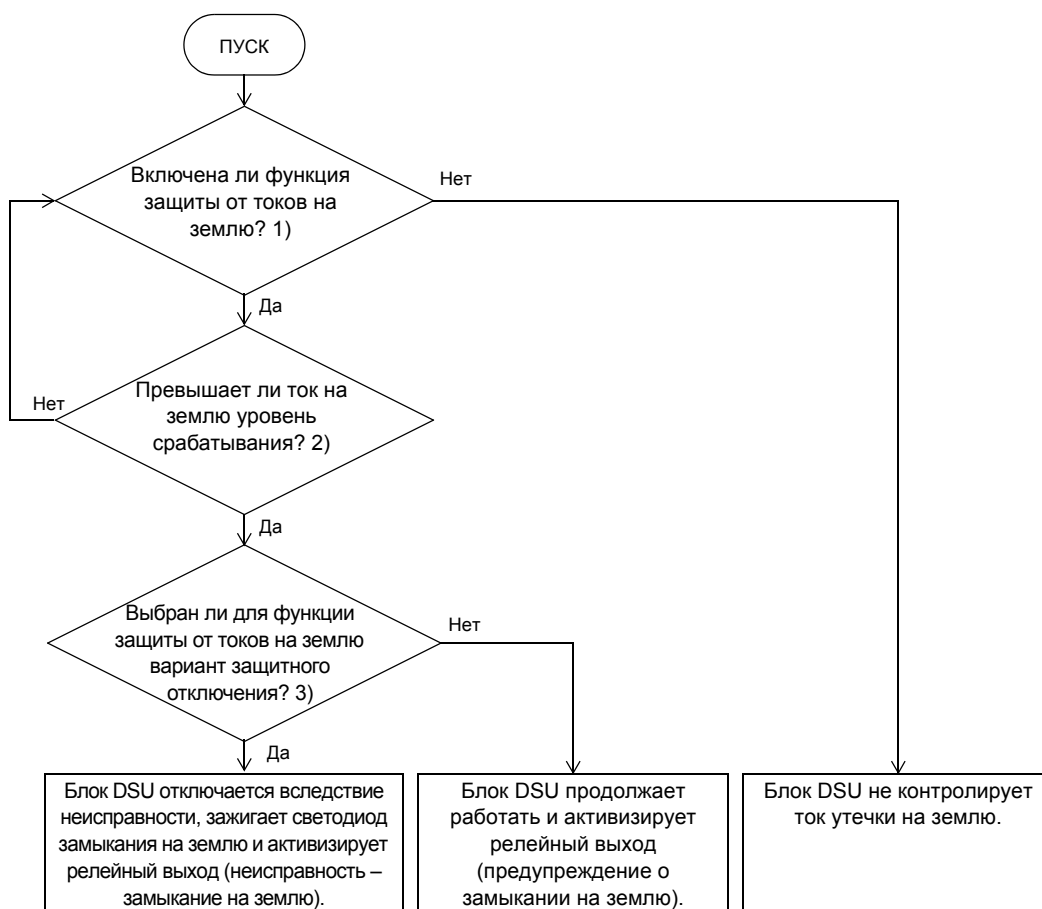 ПУСК
Включена ли функция
защиты от токов на
землю? 1)
Нет
Да
Превышает ли ток на
землю уровень
срабатывания? 2)
Нет
Да
Выбран ли для функции
защиты от токов на землю
вариант защитного
отключения? 3)
Нет
Да
Блок DSU отключается вследствие
неисправности, зажигает светодиод
замыкания на землю и активизирует
релейный выход (неисправность –
замыкание на землю).
Блок DSU продолжает
работать и активизирует
релейный выход
(предупреждение о
замыкании на землю).
Блок DSU не контролирует
ток утечки на землю.